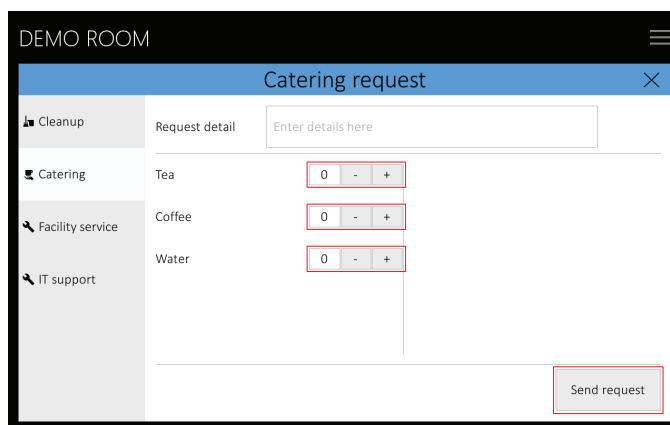 DEMO ROOM
Catering request
Cleanup
Catering
Facility service
IT support
Request detail Enter details here
Tea 0 - +
Coffee 0 - +
Water 0 - +
Send request